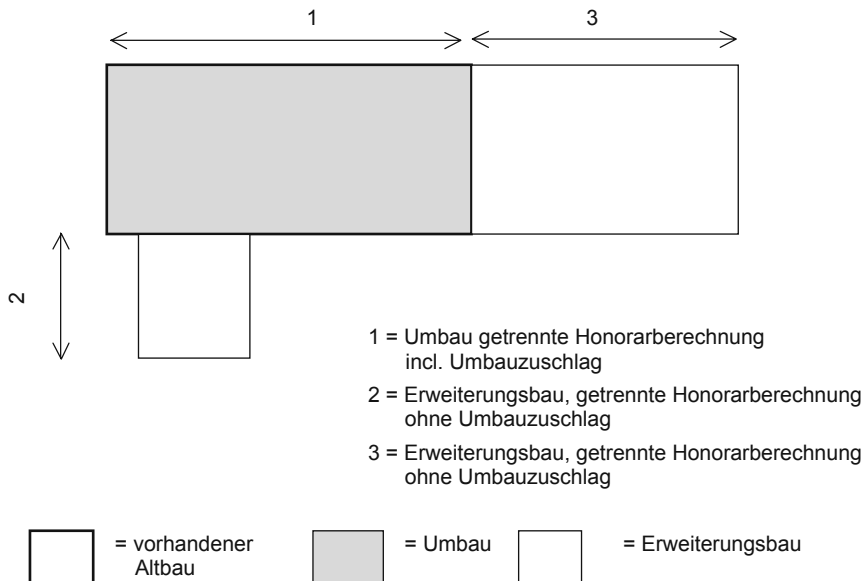 1
3
2
1 = Umbau getrennte Honorarberechnung
incl. Umbauzuschlag
2 = Erweiterungsbau, getrennte Honorarberechnung
ohne Umbauzuschlag
3 = Erweiterungsbau, getrennte Honorarberechnung
ohne Umbauzuschlag
= vorhandener
Altbau
= Umbau
= Erweiterungsbau